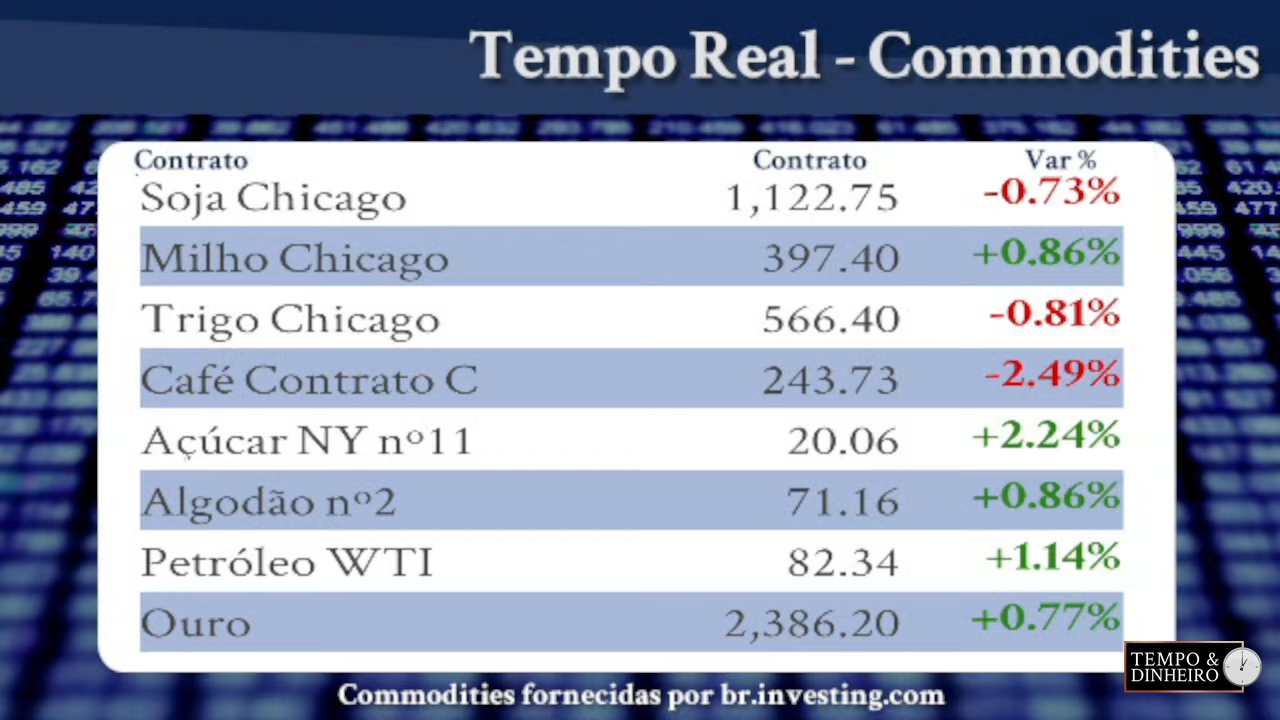 Tempo Real - Commodities
Contrato Contrato Var %
Soja Chicago 1,122.75 -0.73%
Milho Chicago 397.40 +0.86%
Trigo Chicago 566.40 -0.81%
Café Contrato C 243.73 -2.49%
Açúcar NY nº11 20.06 +2.24%
Algodão nº2 71.16 +0.86%
Petróleo WTI 82.34 +1.14%
Ouro 2,386.20 +0.77%
TEMPO &
DINHEIRO
Commodities fornecidas por br.investing.com